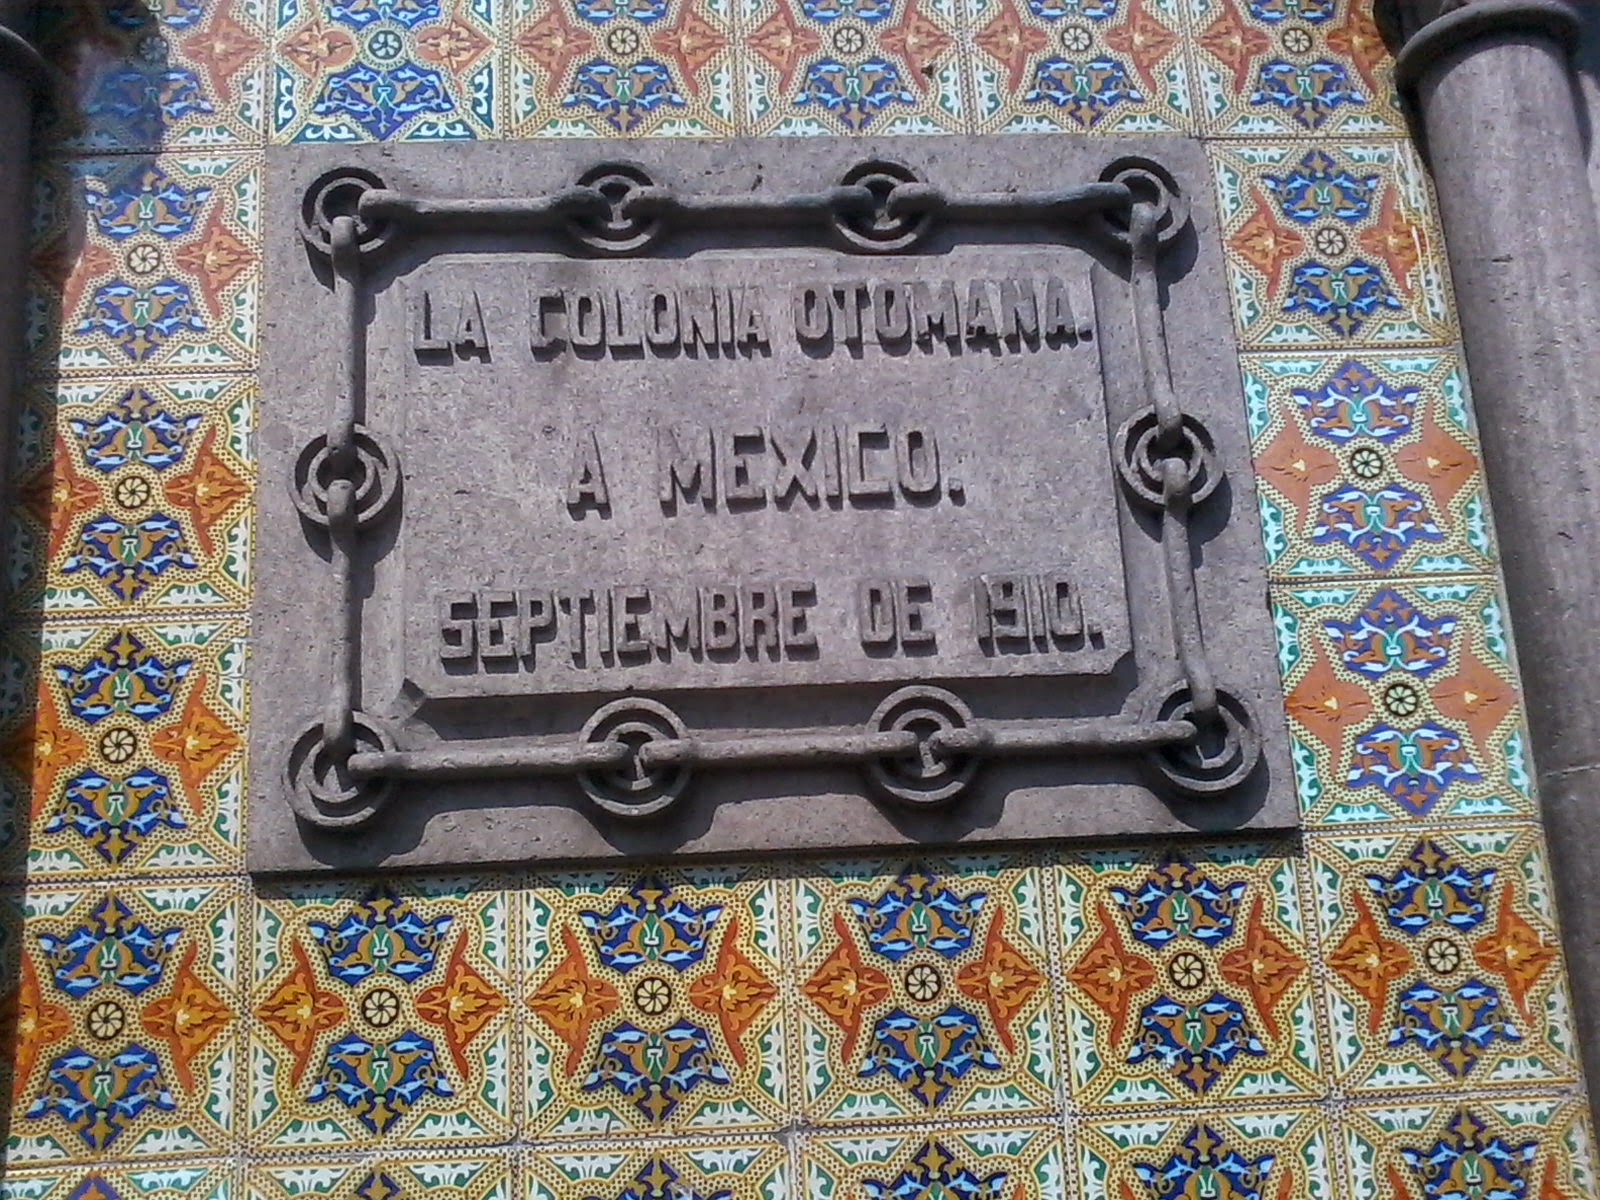 LA COLONIA OTOMANA.
A MEXICO.
SEPTIEMBRE DE 1910.